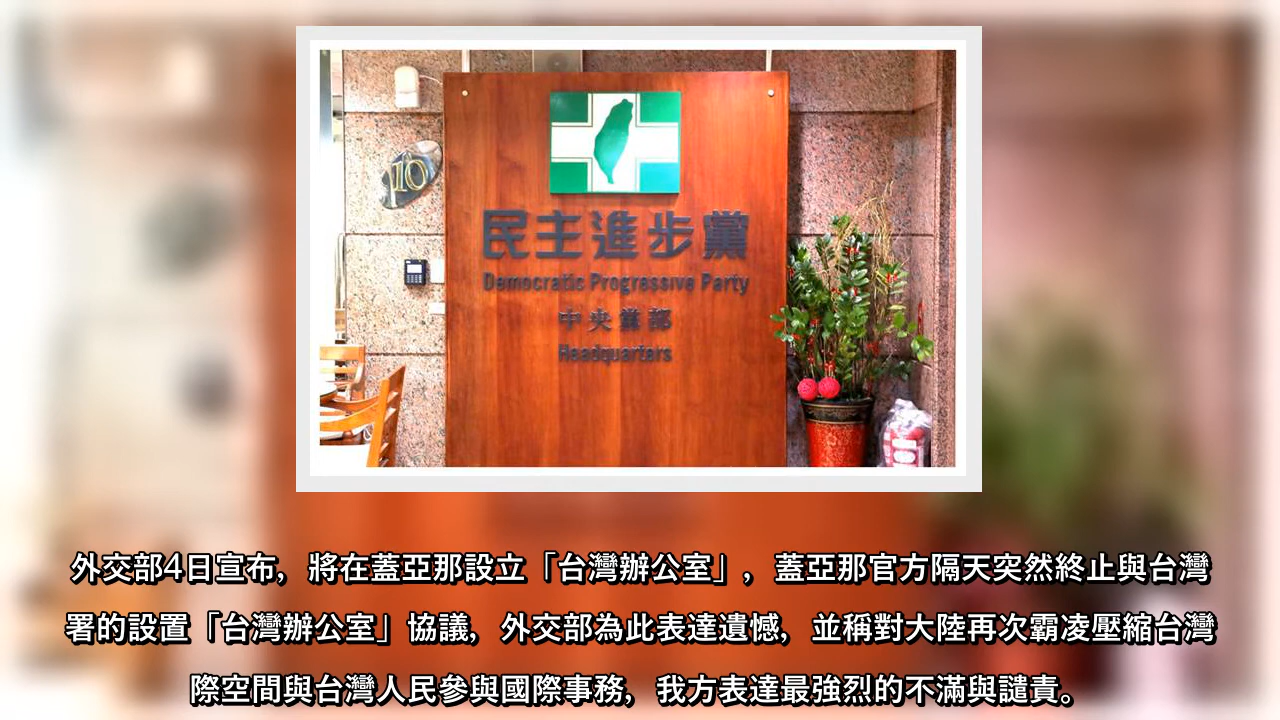 10
民主進步黨
Democratic Progressive Party
中央黨部
Headquarters
外交部4日宣布，將在蓋亞那設立「台灣辦公室」，蓋亞那官方隔天突然終止與台灣
署的設置「台灣辦公室」協議，外交部為此表達遺憾，並稱對大陸再次霸凌壓縮台灣
際空間與台灣人民參與國際事務，我方表達最強烈的不滿與譴責。